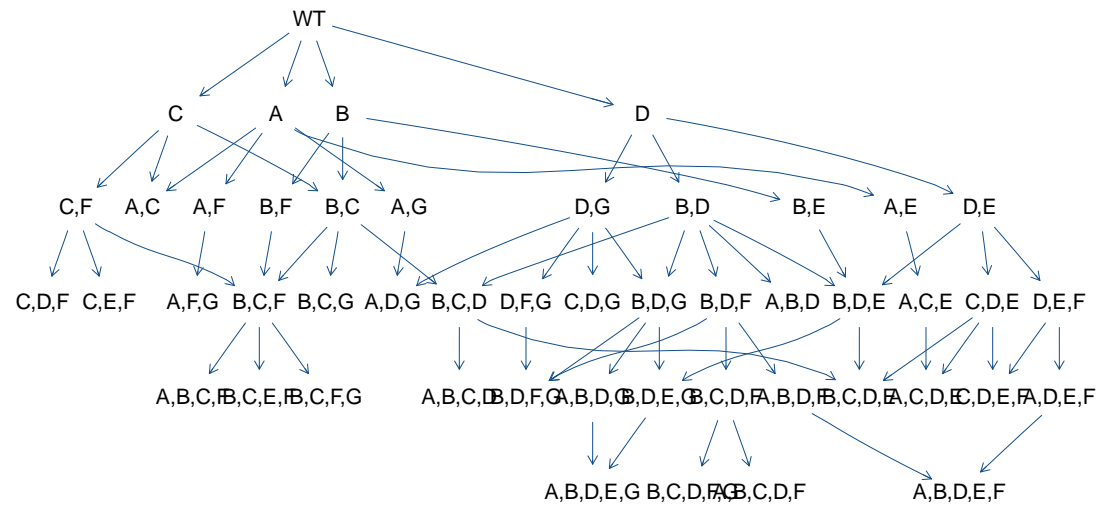 WT
C A B D
C,F A,C A,F B,F B,C A,G D,G B,D B,E A,E D,E
C,D,F C,E,F A,F,G B,C,F B,C,G A,D,G B,C,D D,F,G C,D,G B,D,G B,D,F A,B,D B,D,E A,C,E C,D,E D,E,F
A,B,C,F B,C,E,F B,C,F,G A,B,C,D B,D,F,G A,B,D,G B,D,E,G B,C,D,F A,B,D,F B,C,D,E A,C,D,E C,D,E,F A,D,E,F
A,B,D,E,G B,C,D,F,G A,B,C,D,F A,B,D,E,F